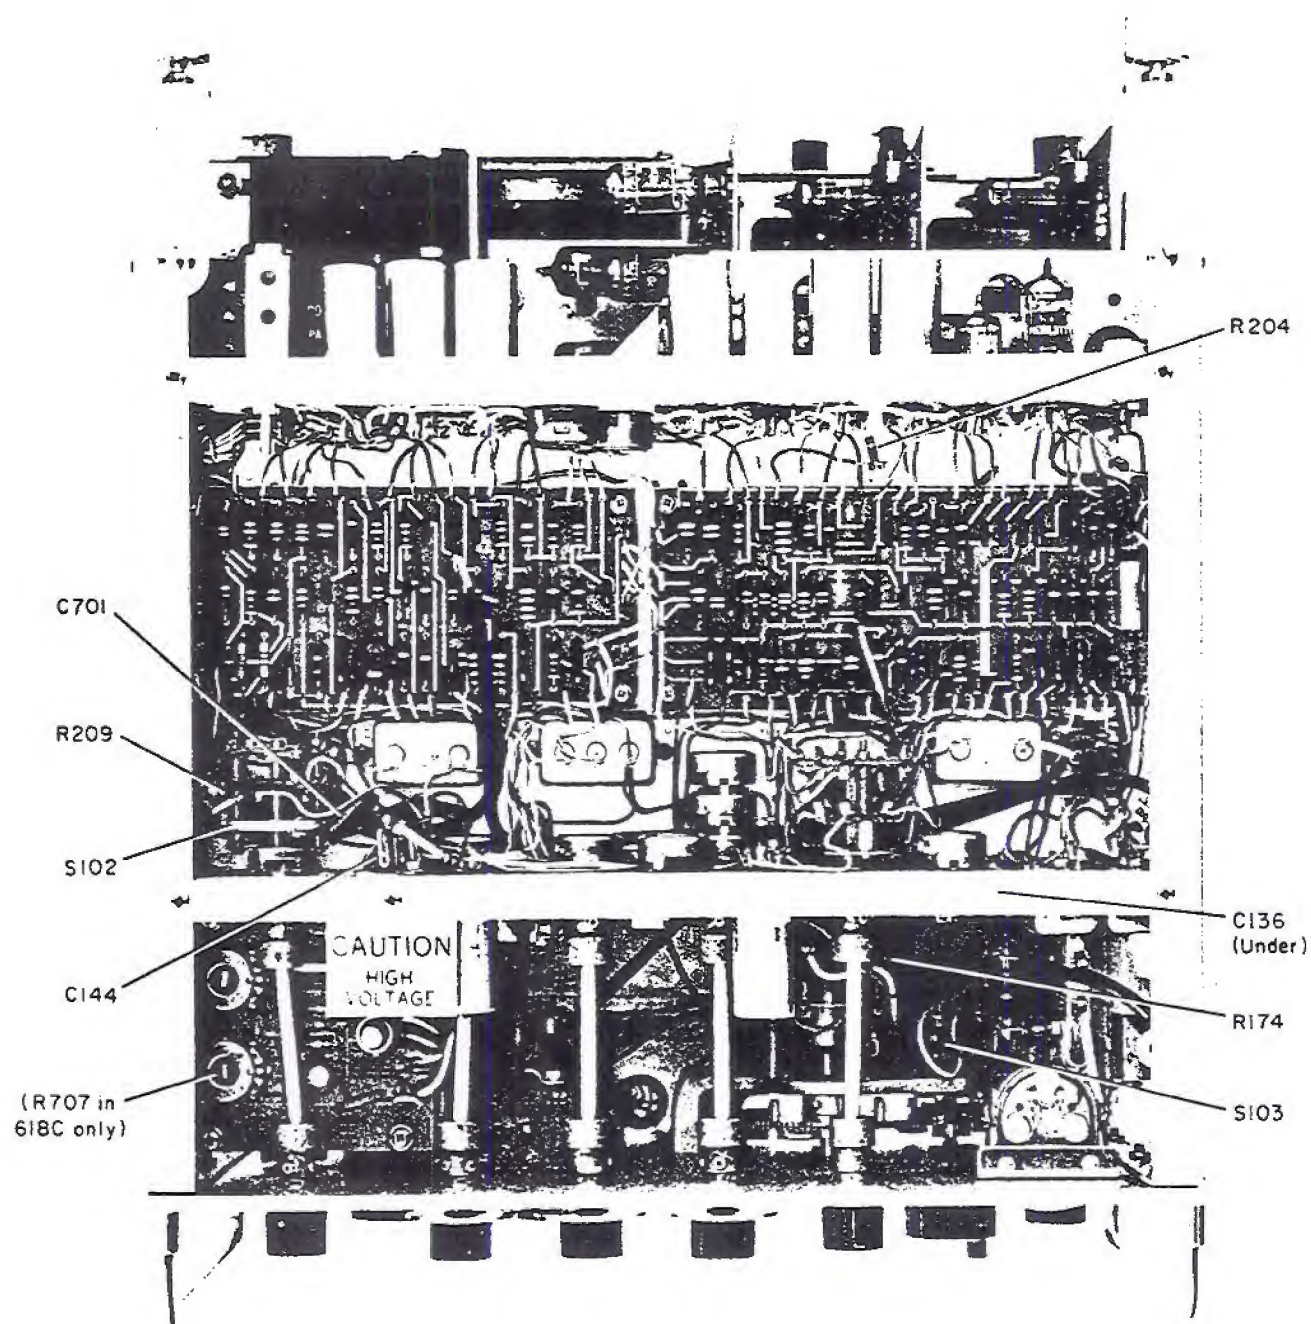 R204
C701
R209
S102
C144
C136
(Under)
CAUTION
HIGH
VOLTAGE
R174
(R707 in
618C only)
S103